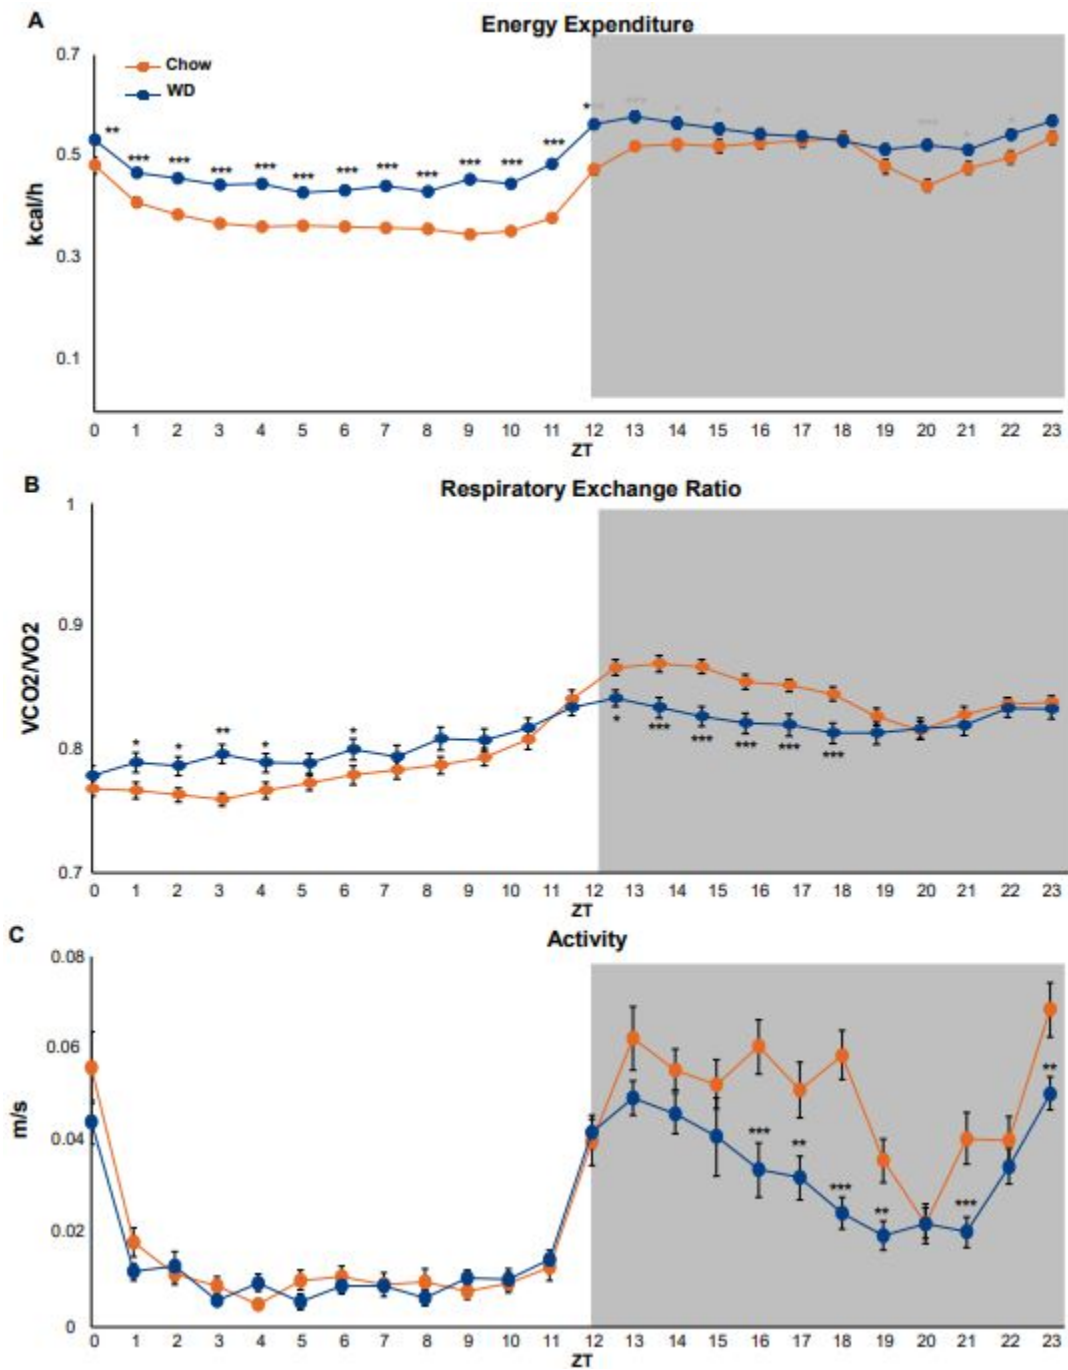 A
Energy Expenditure
0.7
Chow
WD
** *** *** *** *** *** *** *** *** *** *** *** *** *** * * *** * *
0.5
kcal/h
0.3
0.1
0 1 2 3 4 5 6 7 8 9 10 11 12 13 14 15 16 17 18 19 20 21 22 23
ZT
B
Respiratory Exchange Ratio
1
0.9
VCO2/VO2
* * ** * *
0.8
* *** *** *** *** ***
0.7
0 1 2 3 4 5 6 7 8 9 10 11 12 13 14 15 16 17 18 19 20 21 22 23
ZT
C
Activity
0.08
0.06
**
m/s
0.04
*** ** *** ** ***
0.02
0
0 1 2 3 4 5 6 7 8 9 10 11 12 13 14 15 16 17 18 19 20 21 22 23
ZT